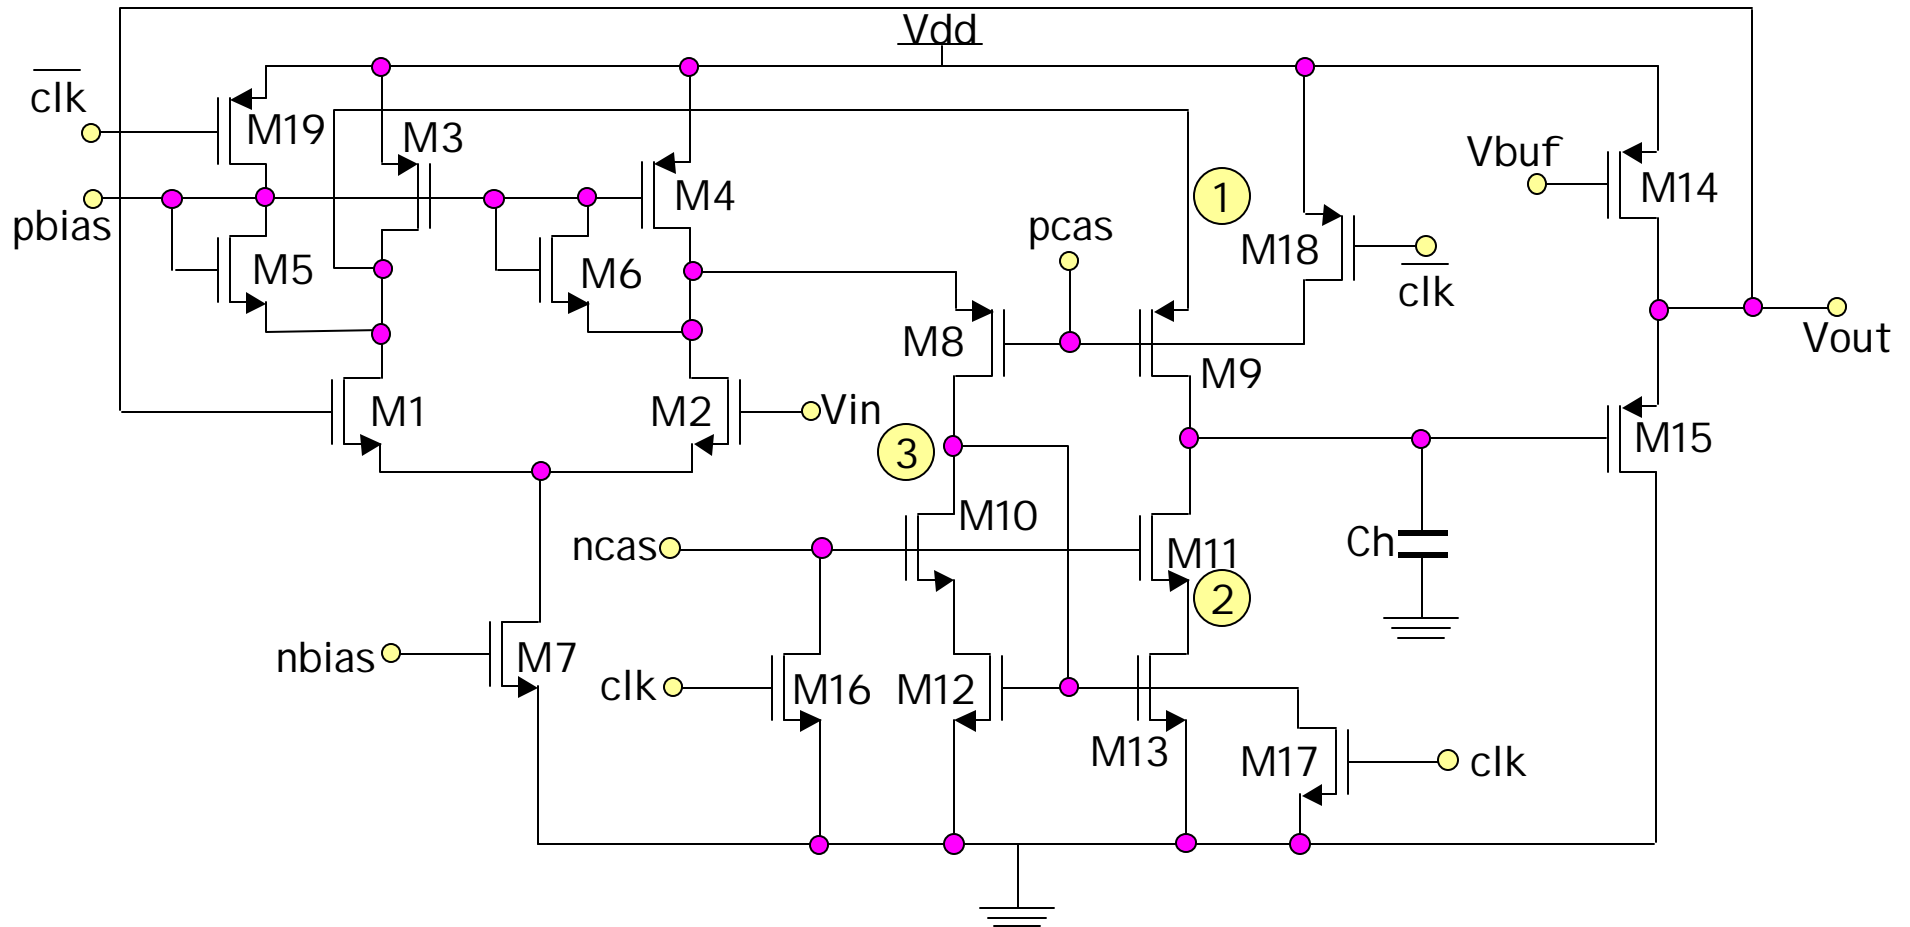 Vdd
clk
M19
M3
Vbuf
M4
M14
1
pbias
pcas
M18
M5
M6
clk
M8
Vout
M9
M1
M2
Vin
M15
3
M10
ncas
Ch
M11
2
nbias
M7
clk
M16
M12
M13
M17
clk